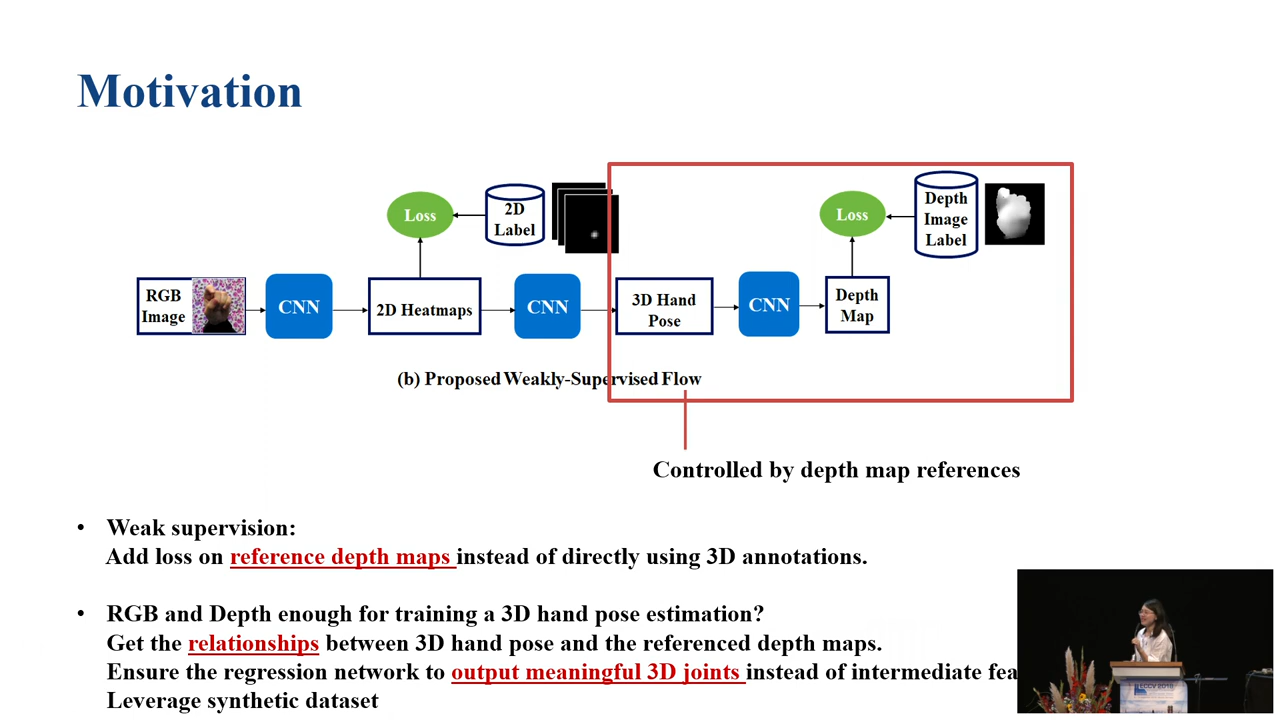 Motivation
Loss
2D
Label
Loss
Depth
Image
Label
RGB
Image
CNN
2D Heatmaps
CNN
3D Hand
Pose
CNN
Depth
Map
(b) Proposed Weakly-Supervised Flow
Controlled by depth map references
• Weak supervision:
Add loss on reference depth maps instead of directly using 3D annotations.
• RGB and Depth enough for training a 3D hand pose estimation?
Get the relationships between 3D hand pose and the referenced depth maps.
Ensure the regression network to output meaningful 3D joints instead of intermediate fea
Leverage synthetic dataset
ECCV 2018